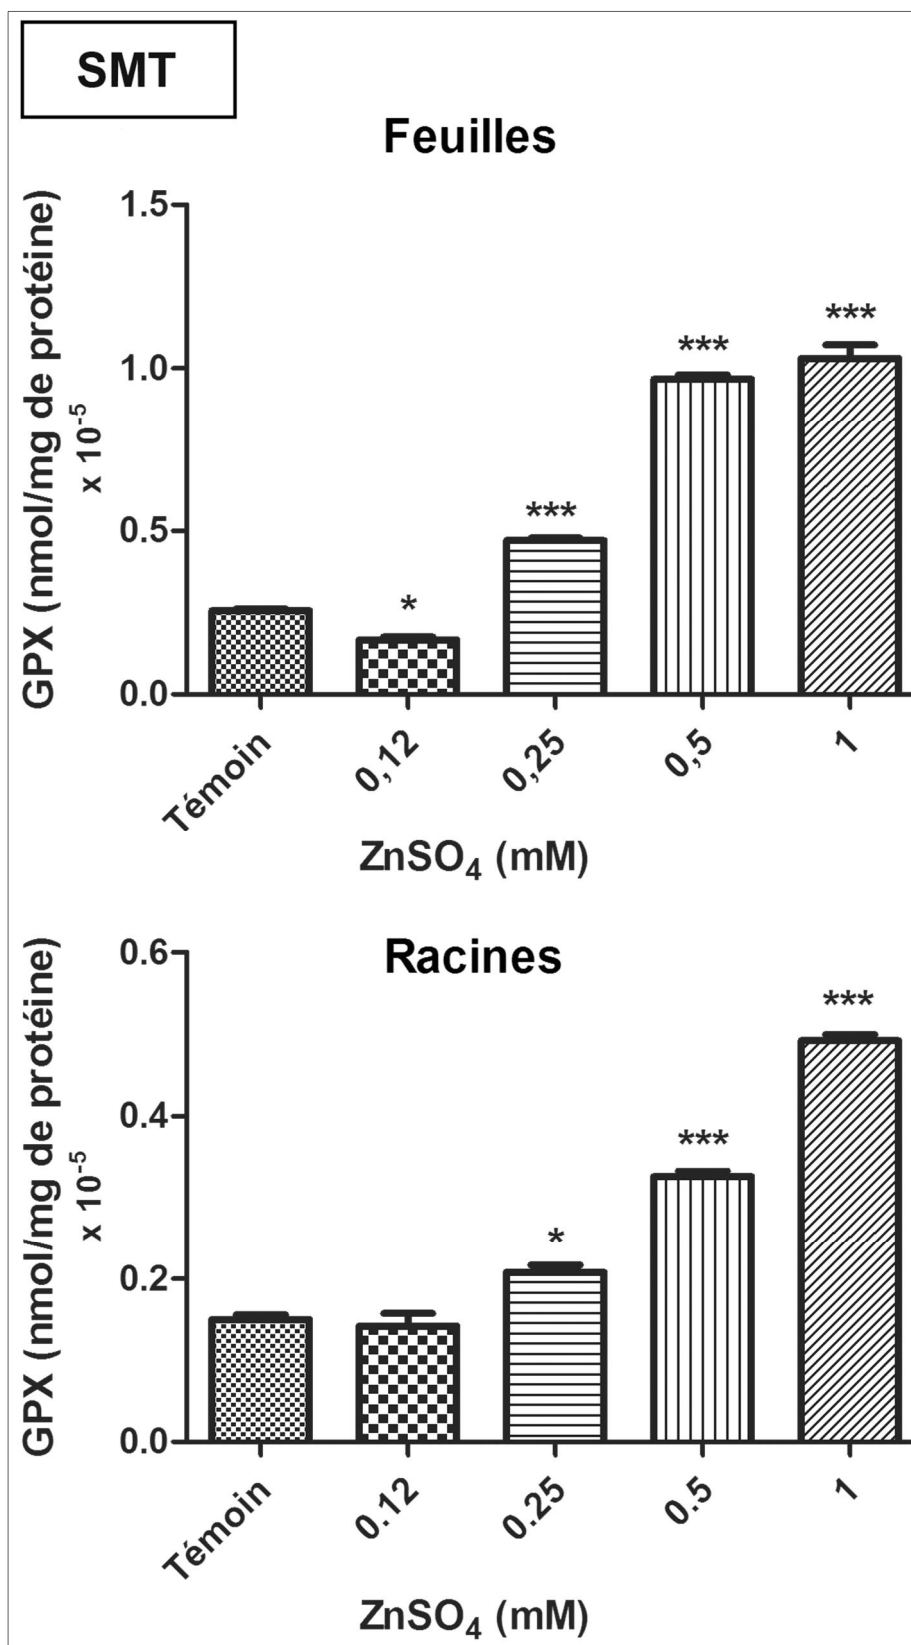 SMT
Feuilles
GPX (nmol/mg de protéine)
x 10⁻⁵
1.5
1.0
0.5
0.0
*
***
***
***
Témoin
0,12
0,25
0,5
1
ZnSO₄ (mM)
Racines
GPX (nmol/mg de protéine)
x 10⁻⁵
0.6
0.4
0.2
0.0
*
***
***
Témoin
0.12
0.25
0.5
1
ZnSO₄ (mM)